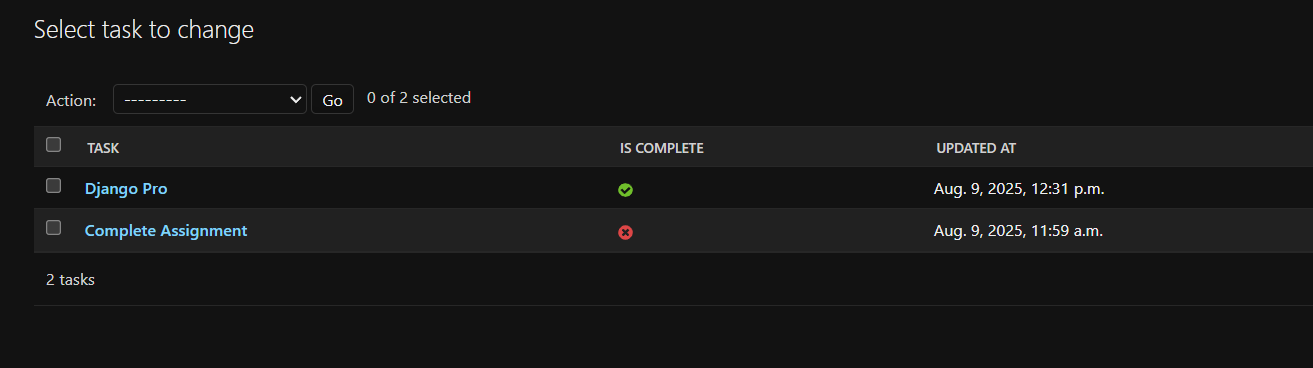 Select task to change
Action: --------- Go 0 of 2 selected
TASK IS COMPLETE UPDATED AT
Django Pro Aug. 9, 2025, 12:31 p.m.
Complete Assignment Aug. 9, 2025, 11:59 a.m.
2 tasks